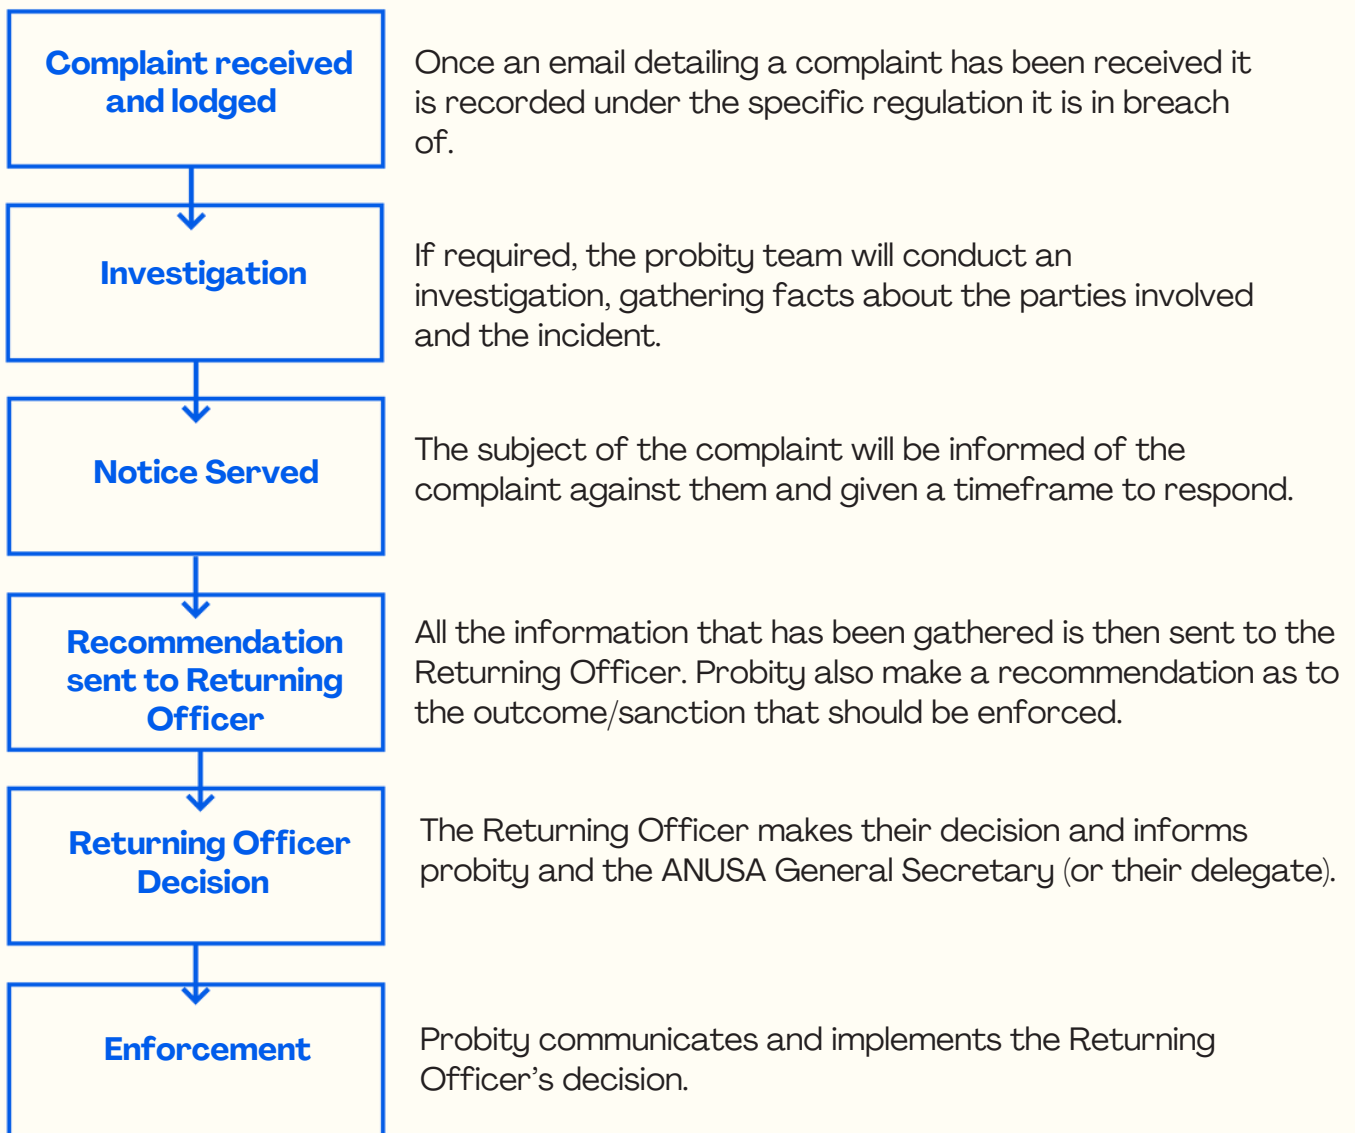 Complaint received
and lodged
Once an email detailing a complaint has been received it
is recorded under the specific regulation it is in breach
of.
Investigation
If required, the probity team will conduct an
investigation, gathering facts about the parties involved
and the incident.
Notice Served
The subject of the complaint will be informed of the
complaint against them and given a timeframe to respond.
Recommendation
sent to Returning
Officer
All the information that has been gathered is then sent to the
Returning Officer. Probity also make a recommendation as to
the outcome/sanction that should be enforced.
Returning Officer
Decision
The Returning Officer makes their decision and informs
probity and the ANUSA General Secretary (or their delegate).
Enforcement
Probity communicates and implements the Returning
Officer’s decision.